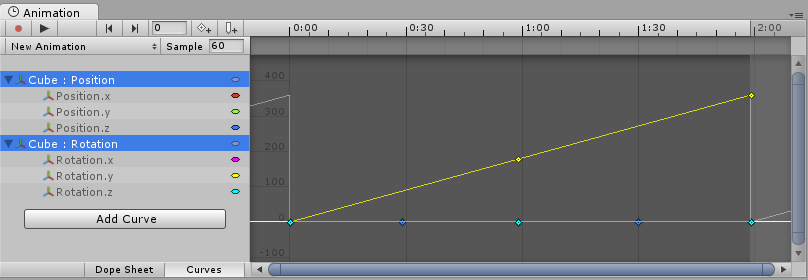 Animation
0
0:00 0:30 1:00 1:30 2:00
New Animation Sample 60
Cube : Position
Position.x
Position.y
Position.z
Cube : Rotation
Rotation.x
Rotation.y
Rotation.z
Add Curve
400
300
200
100
0
-100
Dope Sheet Curves